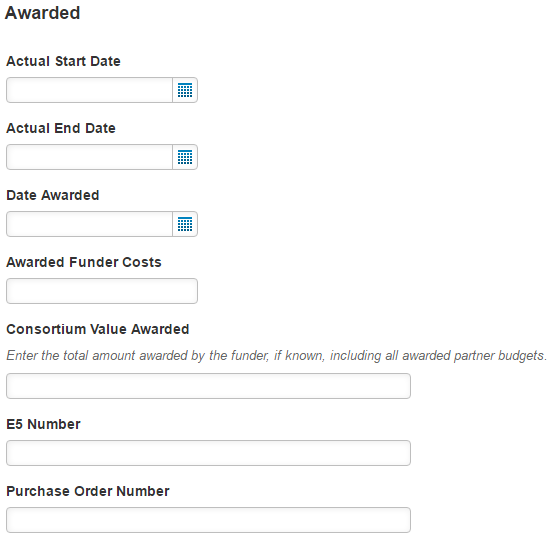 Awarded
Actual Start Date
Actual End Date
Date Awarded
Awarded Funder Costs
Consortium Value Awarded
Enter the total amount awarded by the funder, if known, including all awarded partner budgets.
E5 Number
Purchase Order Number